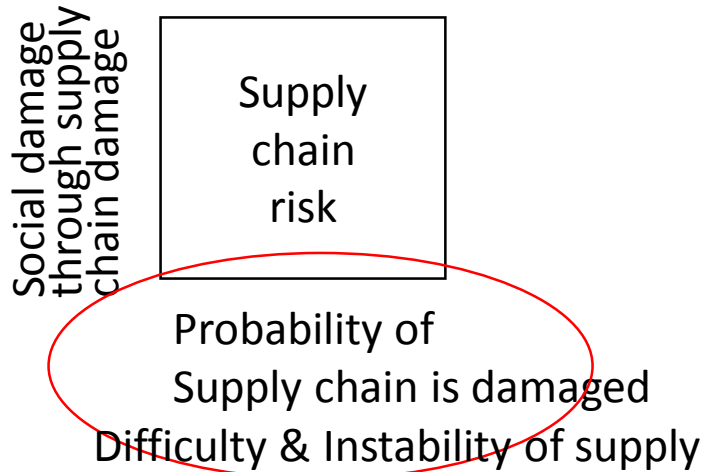 Social damage
through supply
chain damage
Supply
chain
risk
Probability of
Supply chain is damaged
Difficulty & Instability of supply